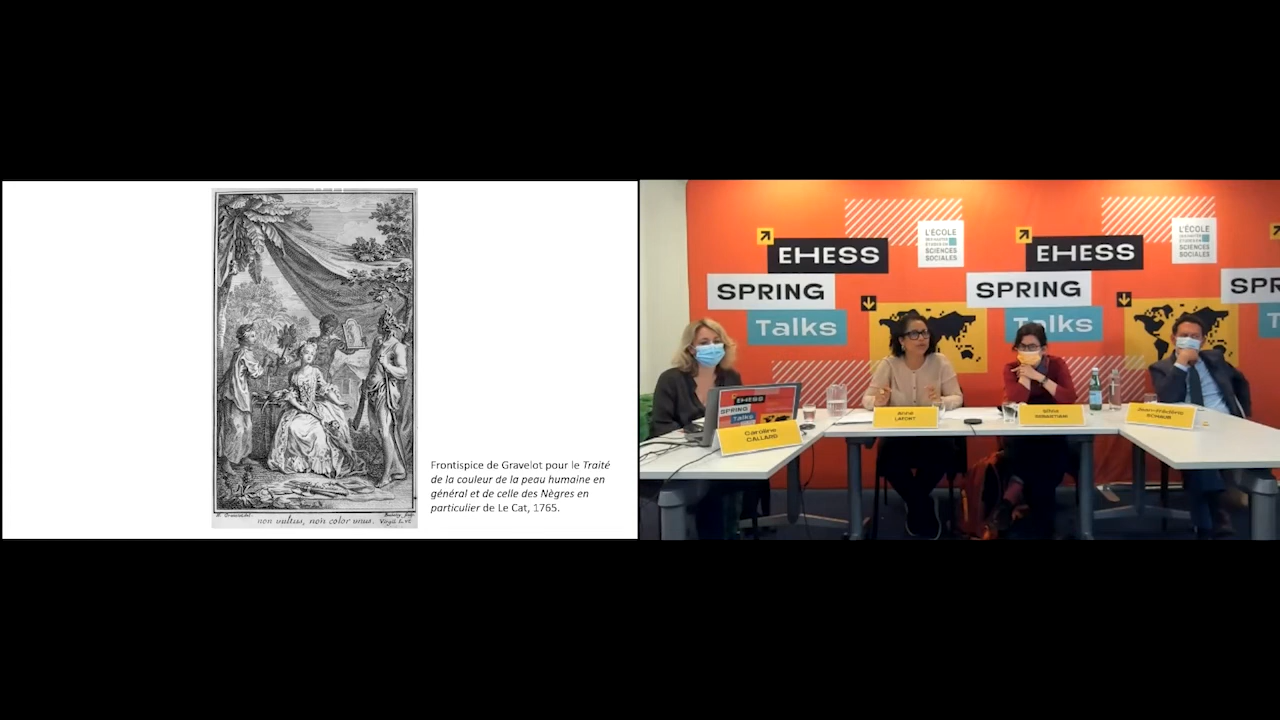 H. Gravelot del.
non vultus, non color unus. Virgil L. VI
Frontispice de Gravelot pour le Traité
de la couleur de la peau humaine en
général et de celle des Nègres en
particulier de Le Cat, 1765.
EHESS
SPRING
Talks
L'ÉCOLE
DES HAUTES
ÉTUDES EN
SCIENCES
SOCIALES
EHESS
SPRING
Talks
L'ÉCOLE
DES HAUTES
ÉTUDES EN
SCIENCES
SOCIALES
SPR
T
EHESS
SPRING
Talks
Caroline
CALLARD
Anne
LAFONT
Silvia
SEBASTIANI
Jean-Frédéric
SCHAUB